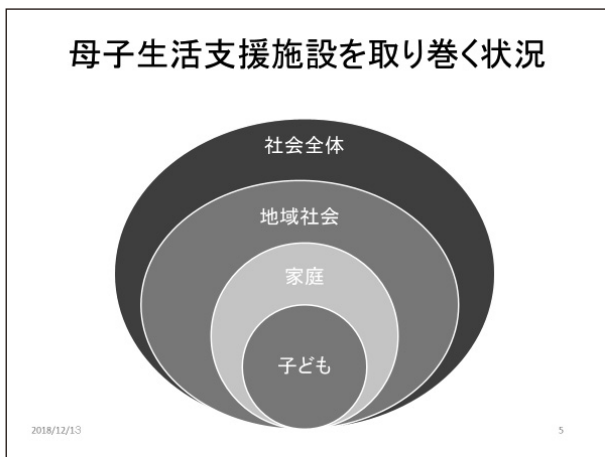 母子生活支援施設を取り巻く状況
社会全体
地域社会
家庭
子ども
2018/12/13
5